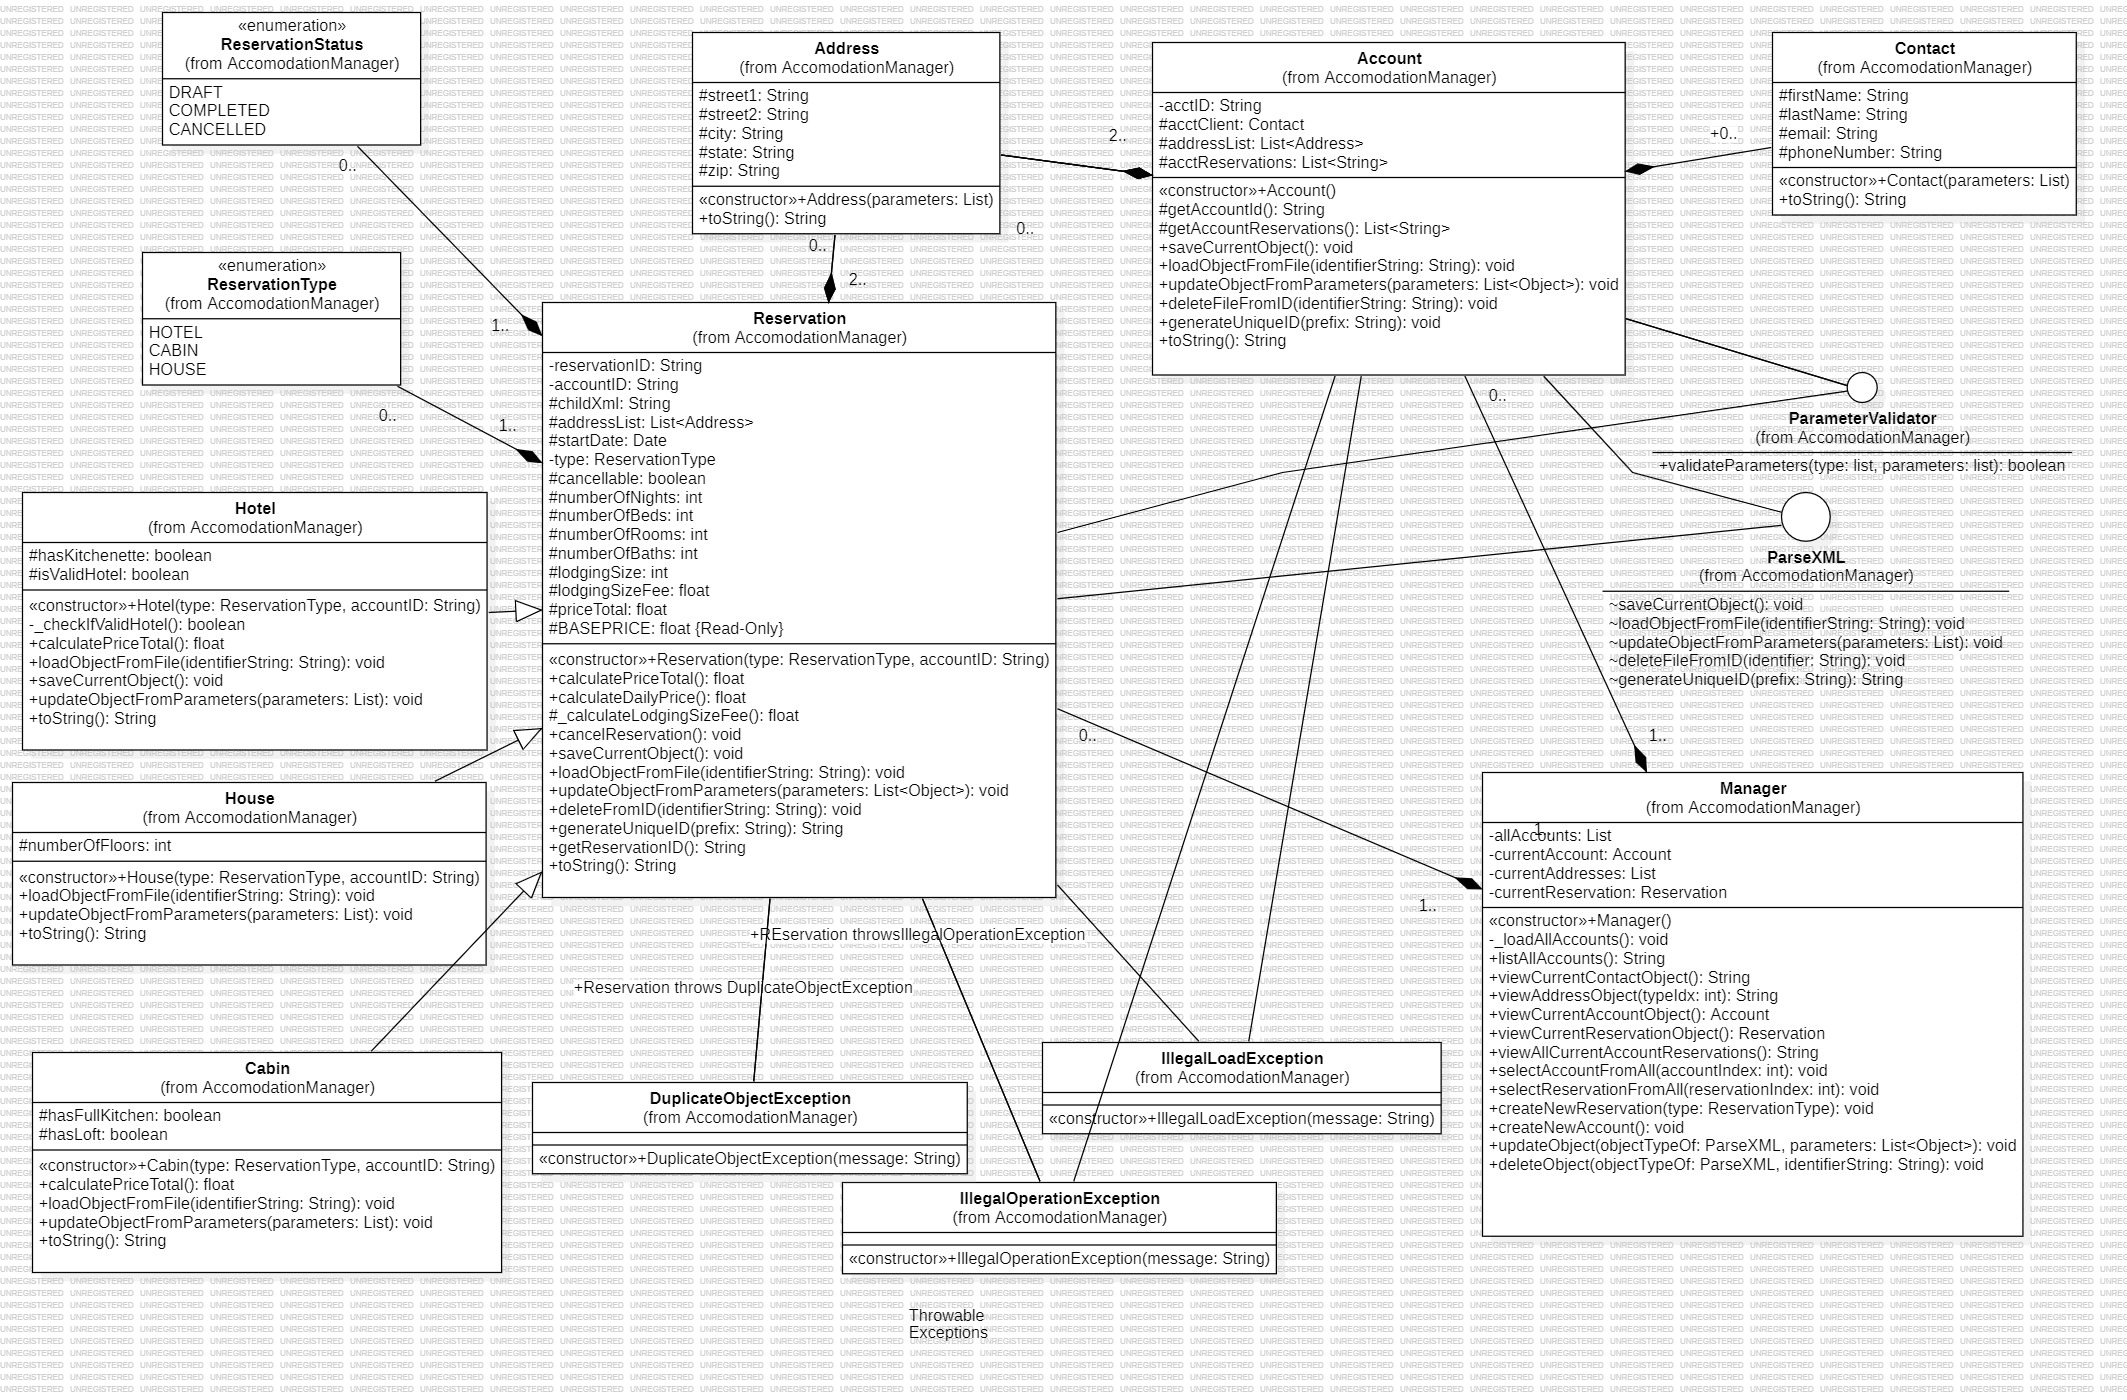 «enumeration»
ReservationStatus
(from AccomodationManager)
DRAFT
COMPLETED
CANCELLED
0..
1..
«enumeration»
ReservationType
(from AccomodationManager)
HOTEL
CABIN
HOUSE
0..
1..
Address
(from AccomodationManager)
#street1: String
#street2: String
#city: String
#state: String
#zip: String
«constructor»+Address(parameters: List)
+toString(): String
0..
2..
2..
0..
Account
(from AccomodationManager)
-acctID: String
#acctClient: Contact
#addressList: List<Address>
#acctReservations: List<String>
«constructor»+Account()
#getAccountId(): String
#getAccountReservations(): List<String>
+saveCurrentObject(): void
+loadObjectFromFile(identifierString: String): void
+updateObjectFromParameters(parameters: List<Object>): void
+deleteFileFromID(identifierString: String): void
+generateUniqueID(prefix: String): void
+toString(): String
+0..
Contact
(from AccomodationManager)
#firstName: String
#lastName: String
#email: String
#phoneNumber: String
«constructor»+Contact(parameters: List)
+toString(): String
Reservation
(from AccomodationManager)
-reservationID: String
-accountID: String
#childXml: String
#addressList: List<Address>
#startDate: Date
-type: ReservationType
#cancellable: boolean
#numberOfNights: int
#numberOfBeds: int
#numberOfRooms: int
#numberOfBaths: int
#lodgingSize: int
#lodgingSizeFee: float
#priceTotal: float
#BASEPRICE: float {Read-Only}
«constructor»+Reservation(type: ReservationType, accountID: String)
+calculatePriceTotal(): float
+calculateDailyPrice(): float
#_calculateLodgingSizeFee(): float
+cancelReservation(): void
+saveCurrentObject(): void
+loadObjectFromFile(identifierString: String): void
+updateObjectFromParameters(parameters: List<Object>): void
+deleteFromID(identifierString: String): void
+generateUniqueID(prefix: String): String
+getReservationID(): String
+toString(): String
0..
ParameterValidator
(from AccomodationManager)
+validateParameters(type: list, parameters: list): boolean
ParseXML
(from AccomodationManager)
~saveCurrentObject(): void
~loadObjectFromFile(identifierString: String): void
~updateObjectFromParameters(parameters: List): void
~deleteFileFromID(identifier: String): void
~generateUniqueID(prefix: String): String
Hotel
(from AccomodationManager)
#hasKitchenette: boolean
#isValidHotel: boolean
«constructor»+Hotel(type: ReservationType, accountID: String)
-_checkIfValidHotel(): boolean
+calculatePriceTotal(): float
+loadObjectFromFile(identifierString: String): void
+saveCurrentObject(): void
+updateObjectFromParameters(parameters: List): void
+toString(): String
House
(from AccomodationManager)
#numberOfFloors: int
«constructor»+House(type: ReservationType, accountID: String)
+loadObjectFromFile(identifierString: String): void
+updateObjectFromParameters(parameters: List): void
+toString(): String
Cabin
(from AccomodationManager)
#hasFullKitchen: boolean
#hasLoft: boolean
«constructor»+Cabin(type: ReservationType, accountID: String)
+calculatePriceTotal(): float
+loadObjectFromFile(identifierString: String): void
+updateObjectFromParameters(parameters: List): void
+toString(): String
0..
1..
1..
Manager
(from AccomodationManager)
1..
-allAccounts: List
-currentAccount: Account
-currentAddresses: List
-currentReservation: Reservation
«constructor»+Manager()
-_loadAllAccounts(): void
+listAllAccounts(): String
+viewCurrentContactObject(): String
+viewAddressObject(typeIdx: int): String
+viewCurrentAccountObject(): Account
+viewCurrentReservationObject(): Reservation
+viewAllCurrentAccountReservations(): String
+selectAccountFromAll(accountIndex: int): void
+selectReservationFromAll(reservationIndex: int): void
+createNewReservation(type: ReservationType): void
+createNewAccount(): void
+updateObject(objectTypeOf: ParseXML, parameters: List<Object>): void
+deleteObject(objectTypeOf: ParseXML, identifierString: String): void
+REservation throwsIllegalOperationException
+Reservation throws DuplicateObjectException
IllegalLoadException
(from AccomodationManager)
«constructor»+IllegalLoadException(message: String)
DuplicateObjectException
(from AccomodationManager)
«constructor»+DuplicateObjectException(message: String)
IllegalOperationException
(from AccomodationManager)
«constructor»+IllegalOperationException(message: String)
Throwable
Exceptions
UNREGISTERED